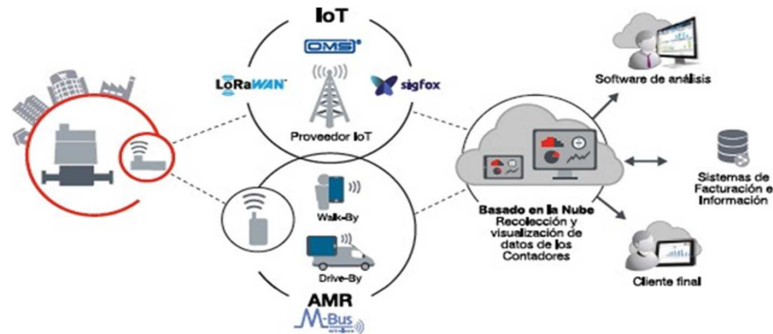 IoT
OMS
LoRaWAN
sigfox
Proveedor IoT
Walk-By
Drive-By
AMR
M-Bus
Basado en la Nube
Recolección y
visualización de
datos de los
Contadores
Software de análisis
Sistemas de
Facturación e
Información
Cliente final